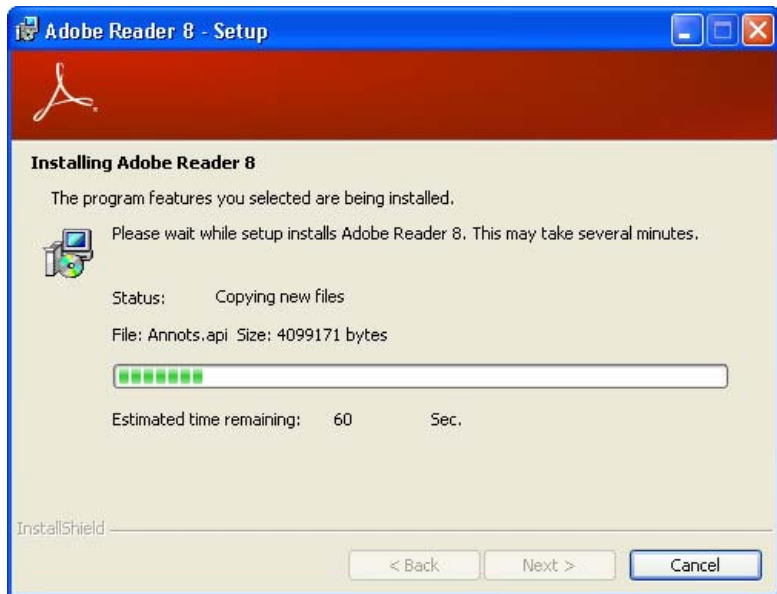 Adobe Reader 8 - Setup
Installing Adobe Reader 8
The program features you selected are being installed.
Please wait while setup installs Adobe Reader 8. This may take several minutes.
Status: Copying new files
File: Annots.api Size: 4099171 bytes
Estimated time remaining: 60 Sec.
InstallShield
< Back Next > Cancel